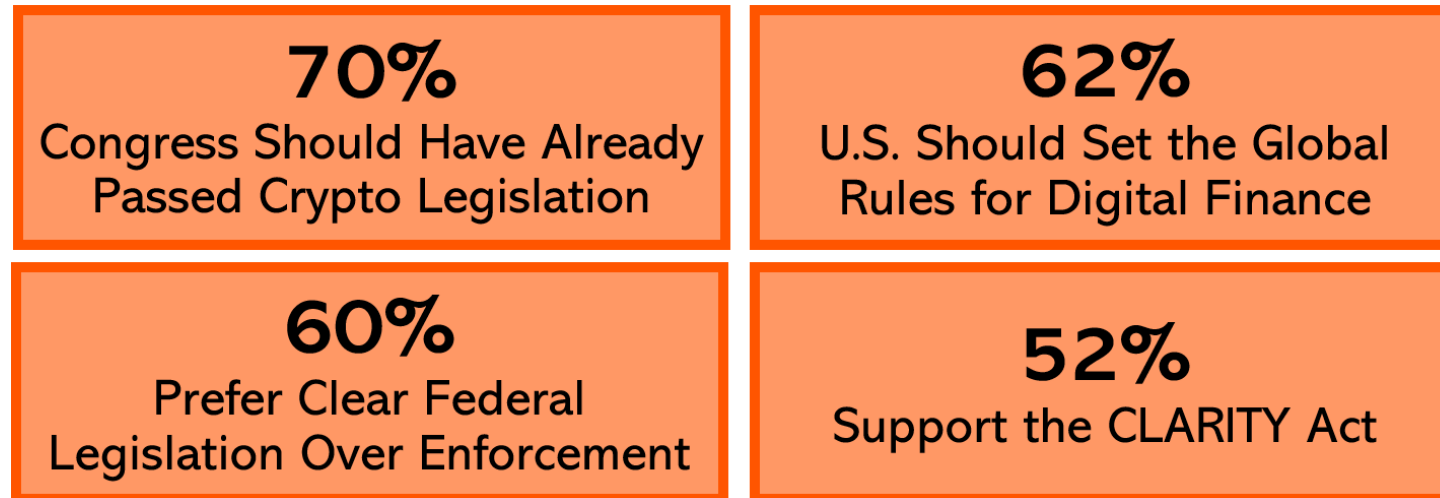 70%
Congress Should Have Already
Passed Crypto Legislation
62%
U.S. Should Set the Global
Rules for Digital Finance
60%
Prefer Clear Federal
Legislation Over Enforcement
52%
Support the CLARITY Act